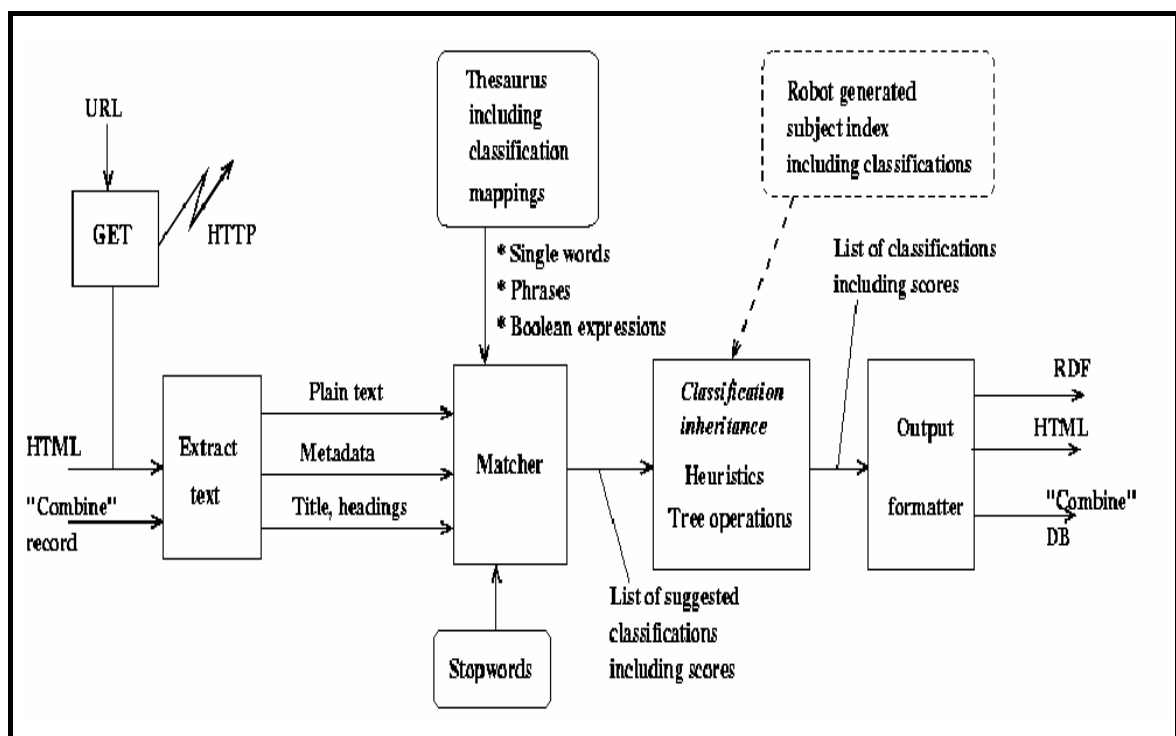 URL
GET
HTTP
HTML
"Combine"
record
Extract
text
Plain text
Metadata
Title, headings
Thesaurus
including
classification
mappings
* Single words
* Phrases
* Boolean expressions
Matcher
Stopwords
List of suggested
classifications
including scores
Robot generated
subject index
including classifications
Classification
inheritance
Heuristics
Tree operations
List of classifications
including scores
Output
formatter
RDF
HTML
"Combine"
DB